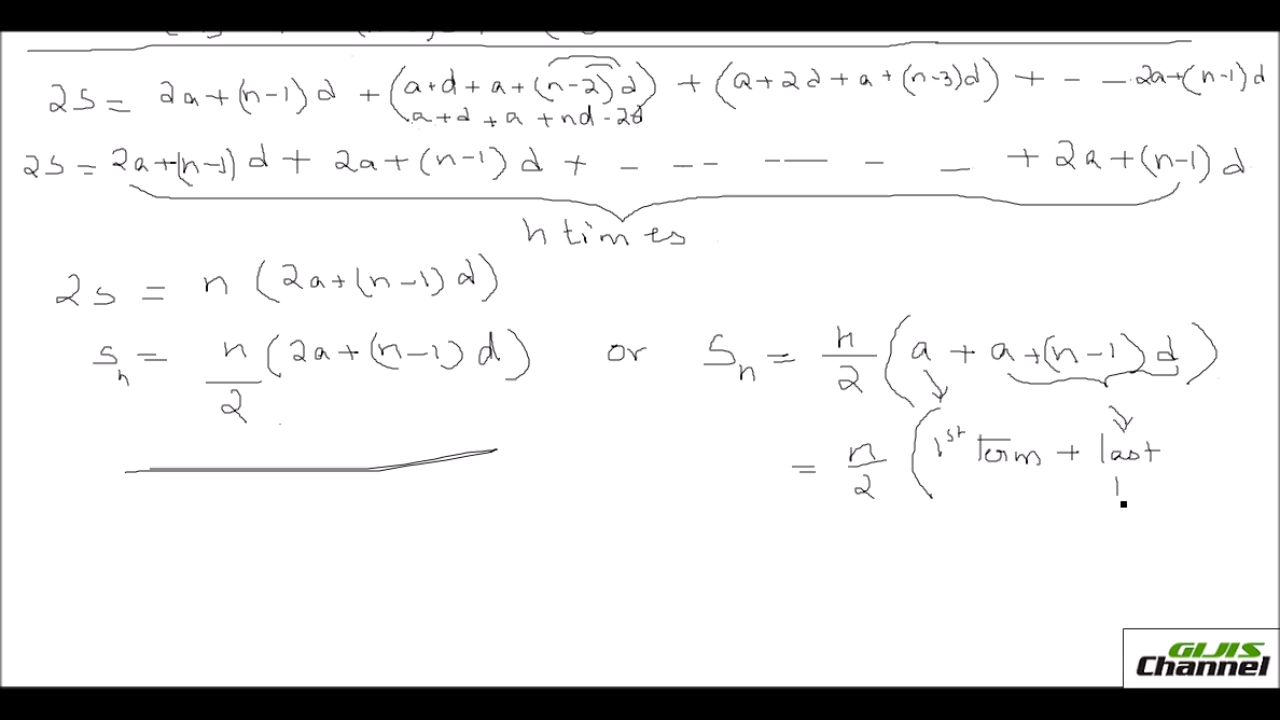 2S = 2a+(n-1)d + (a+d + a+(n-2)d) + (a+2d+a+(n-3)d) + - - 2a+(n-1)d
a+d + a + nd - 2d
2S = 2a+(n-1)d + 2a+(n-1)d + - - - - - - - + 2a+(n-1)d
n times
2S = n (2a+(n-1)d)
Sn = n/2 (2a+(n-1)d) or Sn = n/2 (a + a+(n-1)d)
= n/2 (1st Term + last
GIJIS
Channel